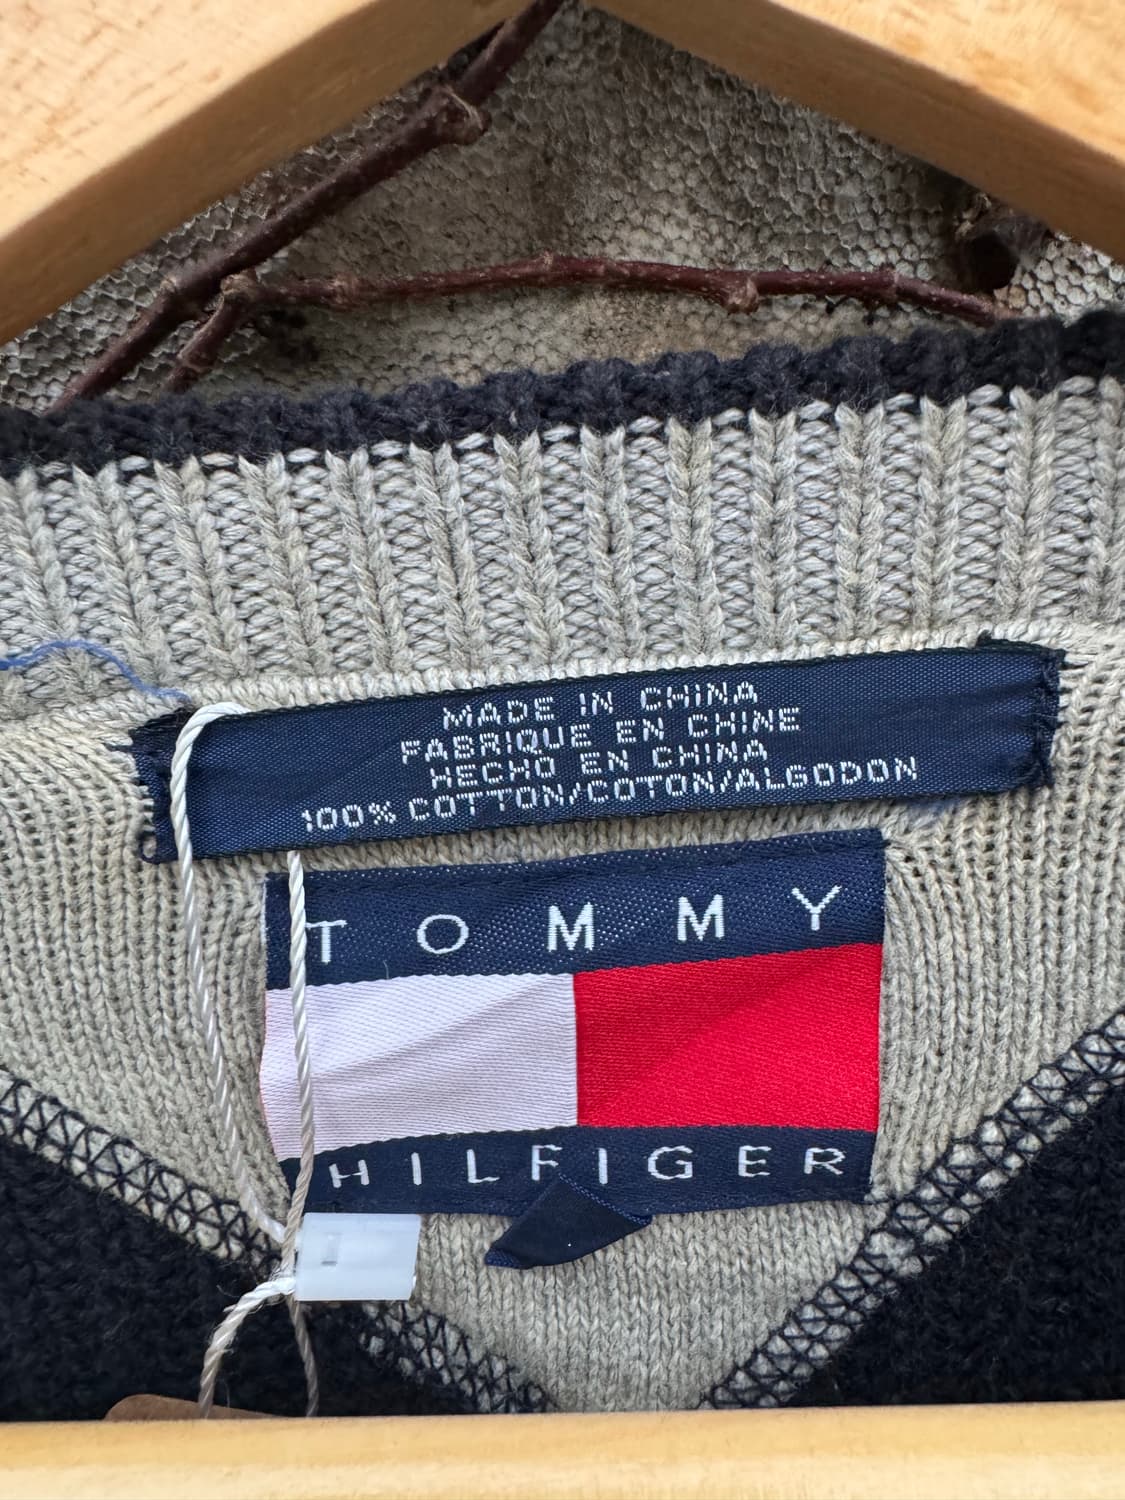 MADE IN CHINA
FABRIQUE EN CHINE
HECHO EN CHINA
100% COTTON/COTON/ALGODON
TOMMY
HILFIGER